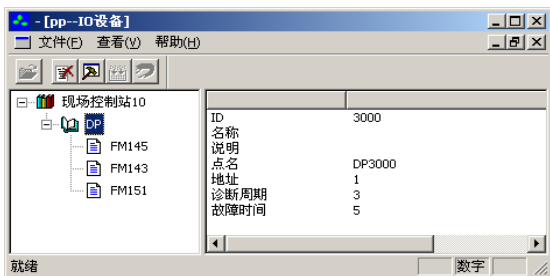 - [pp--IO设备]
文件(F) 查看(V) 帮助(H)
现场控制站10
DP
FM145
FM143
FM151
ID 3000
名称
说明
点名 DP3000
地址 1
诊断周期 3
故障时间 5
就绪 数字